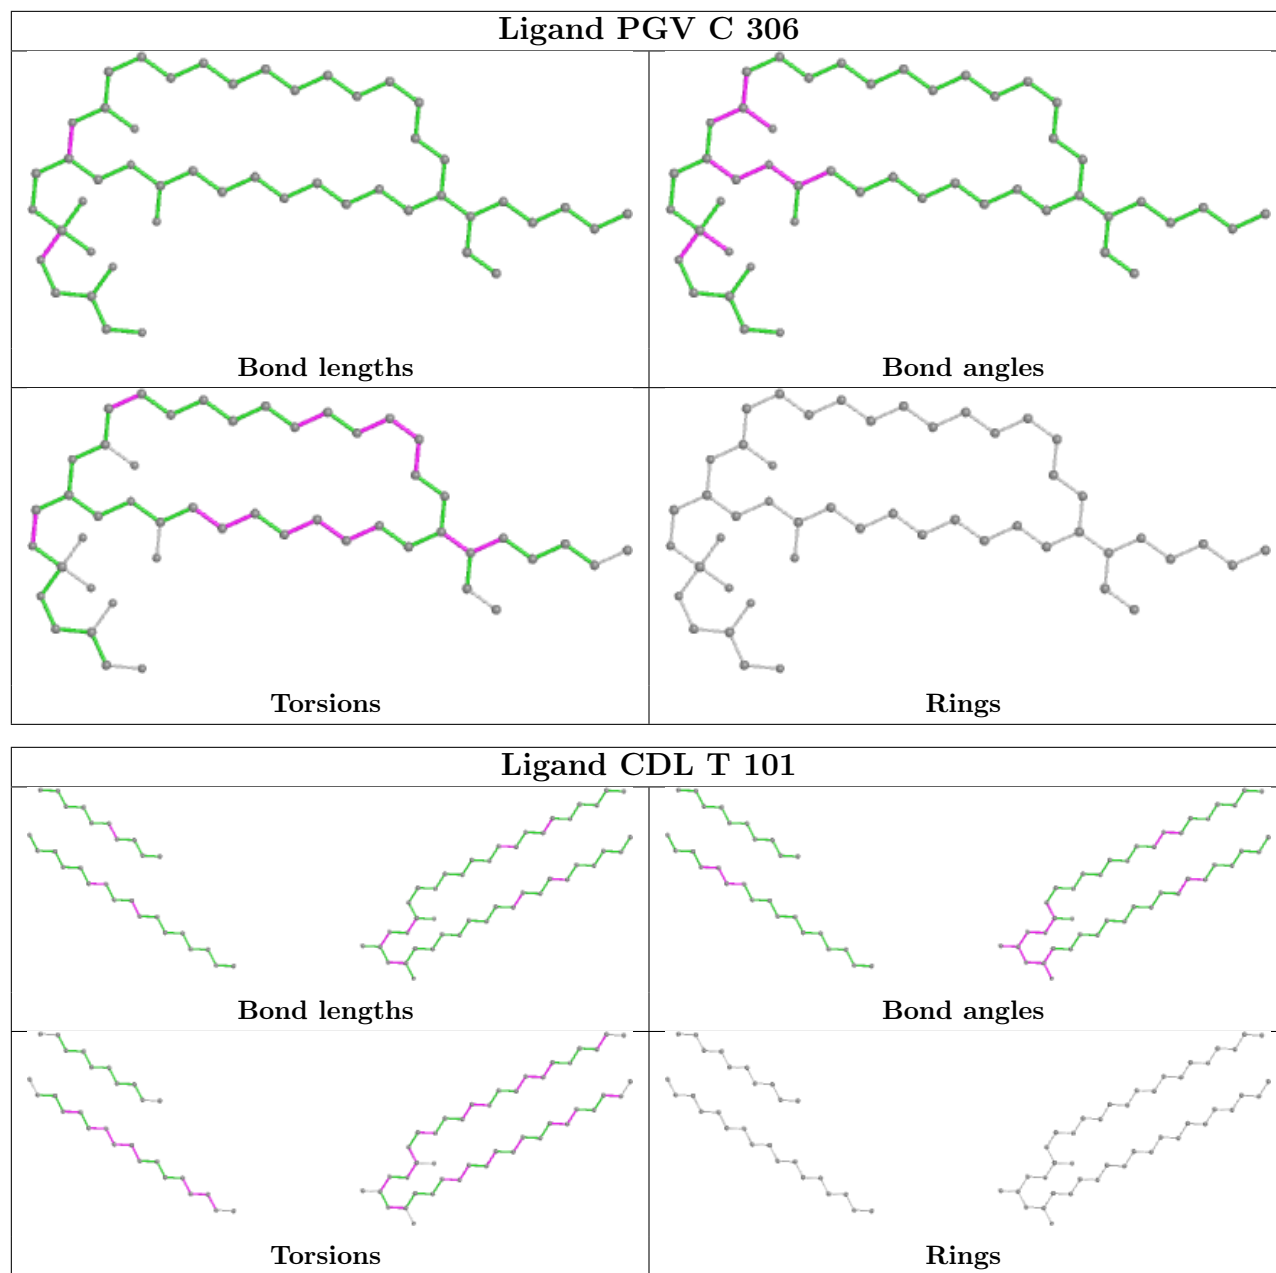 Ligand PGV C 306
Bond lengths
Bond angles
Torsions
Rings
Ligand CDL T 101
Bond lengths
Bond angles
Torsions
Rings